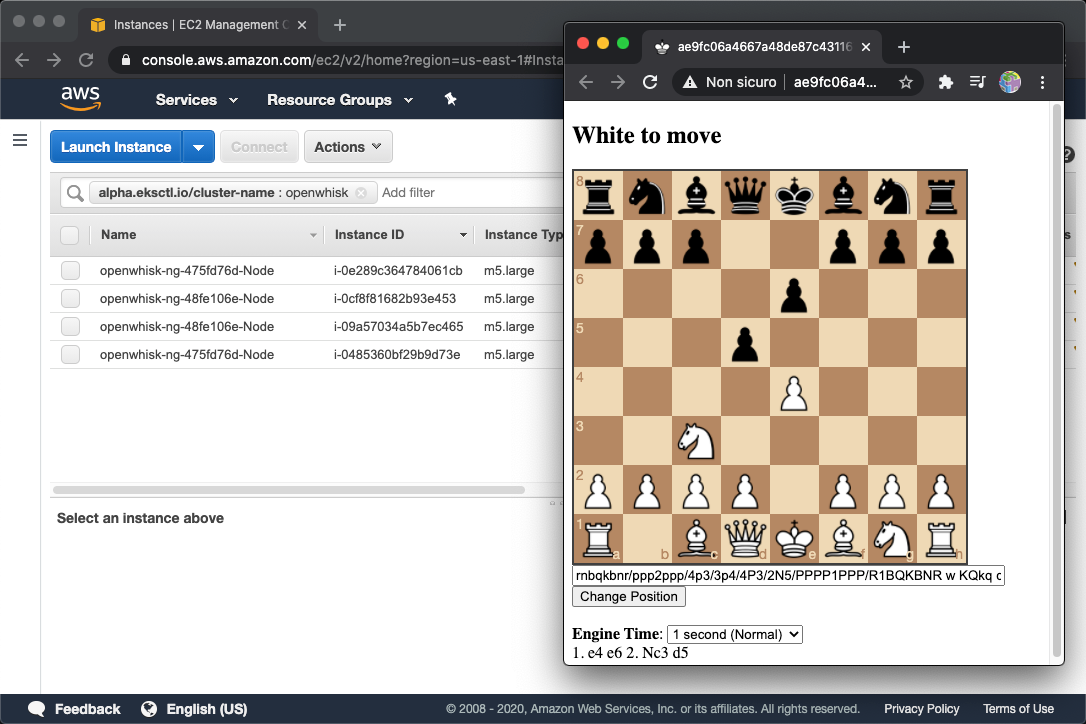 Instances | EC2 Management C
console.aws.amazon.com/ec2/v2/home?region=us-east-1#Insta
aws
Services
Resource Groups
Launch Instance
Connect
Actions
alpha.eksctl.io/cluster-name : openwhisk
Add filter
Name
Instance ID
Instance Typ
openwhisk-ng-475fd76d-Node
i-0e289c364784061cb
m5.large
openwhisk-ng-48fe106e-Node
i-0cf8f81682b93e453
m5.large
openwhisk-ng-48fe106e-Node
i-09a57034a5b7ec465
m5.large
openwhisk-ng-475fd76d-Node
i-0485360bf29b9d73e
m5.large
Select an instance above
ae9fc06a4667a48de87c43116
Non sicuro
ae9fc06a4...
White to move
8
7
6
5
4
3
2
1
a b c d e f g h
rnbqkbnr/ppp2ppp/4p3/3p4/4P3/2N5/PPPP1PPP/R1BQKBNR w KQkq
Change Position
Engine Time: 1 second (Normal)
1. e4 e6 2. Nc3 d5
Feedback
English (US)
© 2008 - 2020, Amazon Web Services, Inc. or its affiliates. All rights reserved.
Privacy Policy
Terms of Use